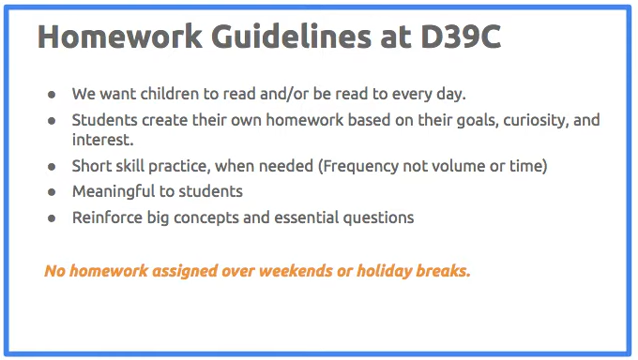 Homework Guidelines at D39C
● We want children to read and/or be read to every day.
● Students create their own homework based on their goals, curiosity, and
interest.
● Short skill practice, when needed (Frequency not volume or time)
● Meaningful to students
● Reinforce big concepts and essential questions
No homework assigned over weekends or holiday breaks.